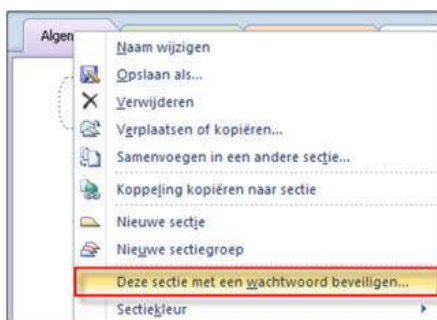 Algen
Naam wijzigen
Opslaan als...
Verwijderen
Verplaatsen of kopiëren...
Samenvoegen in een andere sectie...
Koppeling kopiëren naar sectie
Nieuwe sectie
Nieuwe sectiegroep
Deze sectie met een wachtwoord beveiligen...
Sectiekleur